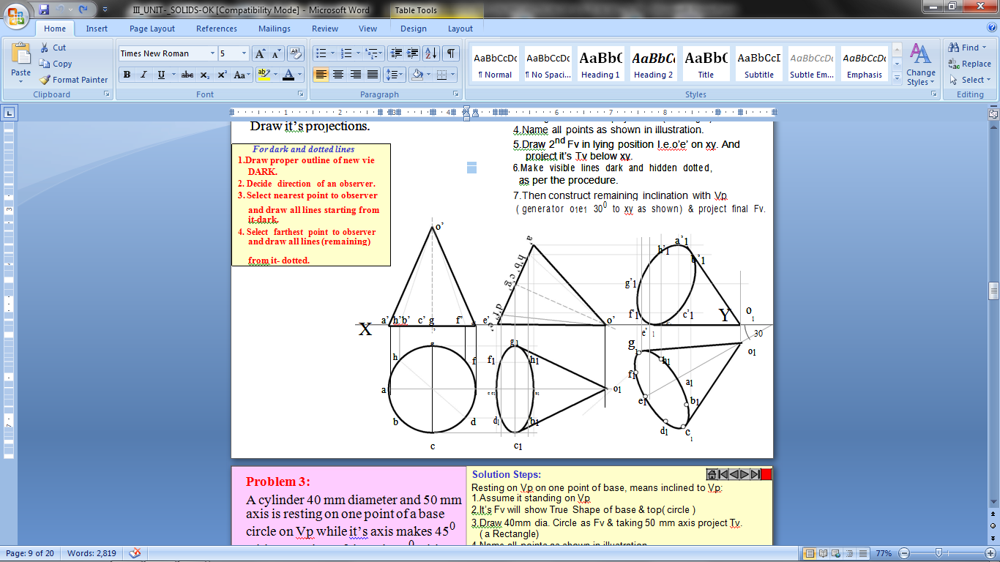 III_UNIT-_SOLIDS-OK [Compatibility Mode] - Microsoft Word
Table Tools
Home Insert Page Layout References Mailings Review View Design Layout
Paste
Cut
Copy
Format Painter
Clipboard
Times New Roman 5
B I U abc x₂ x² Aa
Font
Paragraph
AaBbCcDc AaBbCcDc AaBbC AaBbCc AaBbC AaBbCcI AaBbCcDc AaBbCcDc
¶ Normal ¶ No Spaci... Heading 1 Heading 2 Title Subtitle Subtle Em... Emphasis
Styles
Change Styles
Find
Replace
Select
Editing
1 2 3 4 6 7 8
Draw it’s projections.
For dark and dotted lines
1.Draw proper outline of new vie
DARK.
2. Decide direction of an observer.
3. Select nearest point to observer
and draw all lines starting from
it-dark.
4. Select farthest point to observer
and draw all lines (remaining)
from it- dotted.
4.Name all points as shown in illustration.
5.Draw 2nd Fv in lying position I.e.o’e’ on xy. And
project it’s Tv below xy.
6.Make visible lines dark and hidden dotted,
as per the procedure.
7.Then construct remaining inclination with Vp
( generator o1e1 30⁰ to xy as shown) & project final Fv.
o’
a’
h’b’
c’g’
d’f’
e’
a’1
h’1
b’1
g’1
f’1
c’1
e’1
X a’ h’b’ c’ g’ f’ e’ o’ Y o1
30
g1
h f f1 h1
a o1
b d d1 b1
c c1
g1 o1
h1
f1
a1
e1 b1
d1 c1
Problem 3:
A cylinder 40 mm diameter and 50 mm
axis is resting on one point of a base
circle on Vp while it’s axis makes 45⁰
Solution Steps:
Resting on Vp on one point of base, means inclined to Vp:
1.Assume it standing on Vp
2.It’s Fv will show True Shape of base & top( circle )
3.Draw 40mm dia. Circle as Fv & taking 50 mm axis project Tv.
( a Rectangle)
4.Name all points as shown in illustration
Page: 9 of 20 Words: 2,819 77%